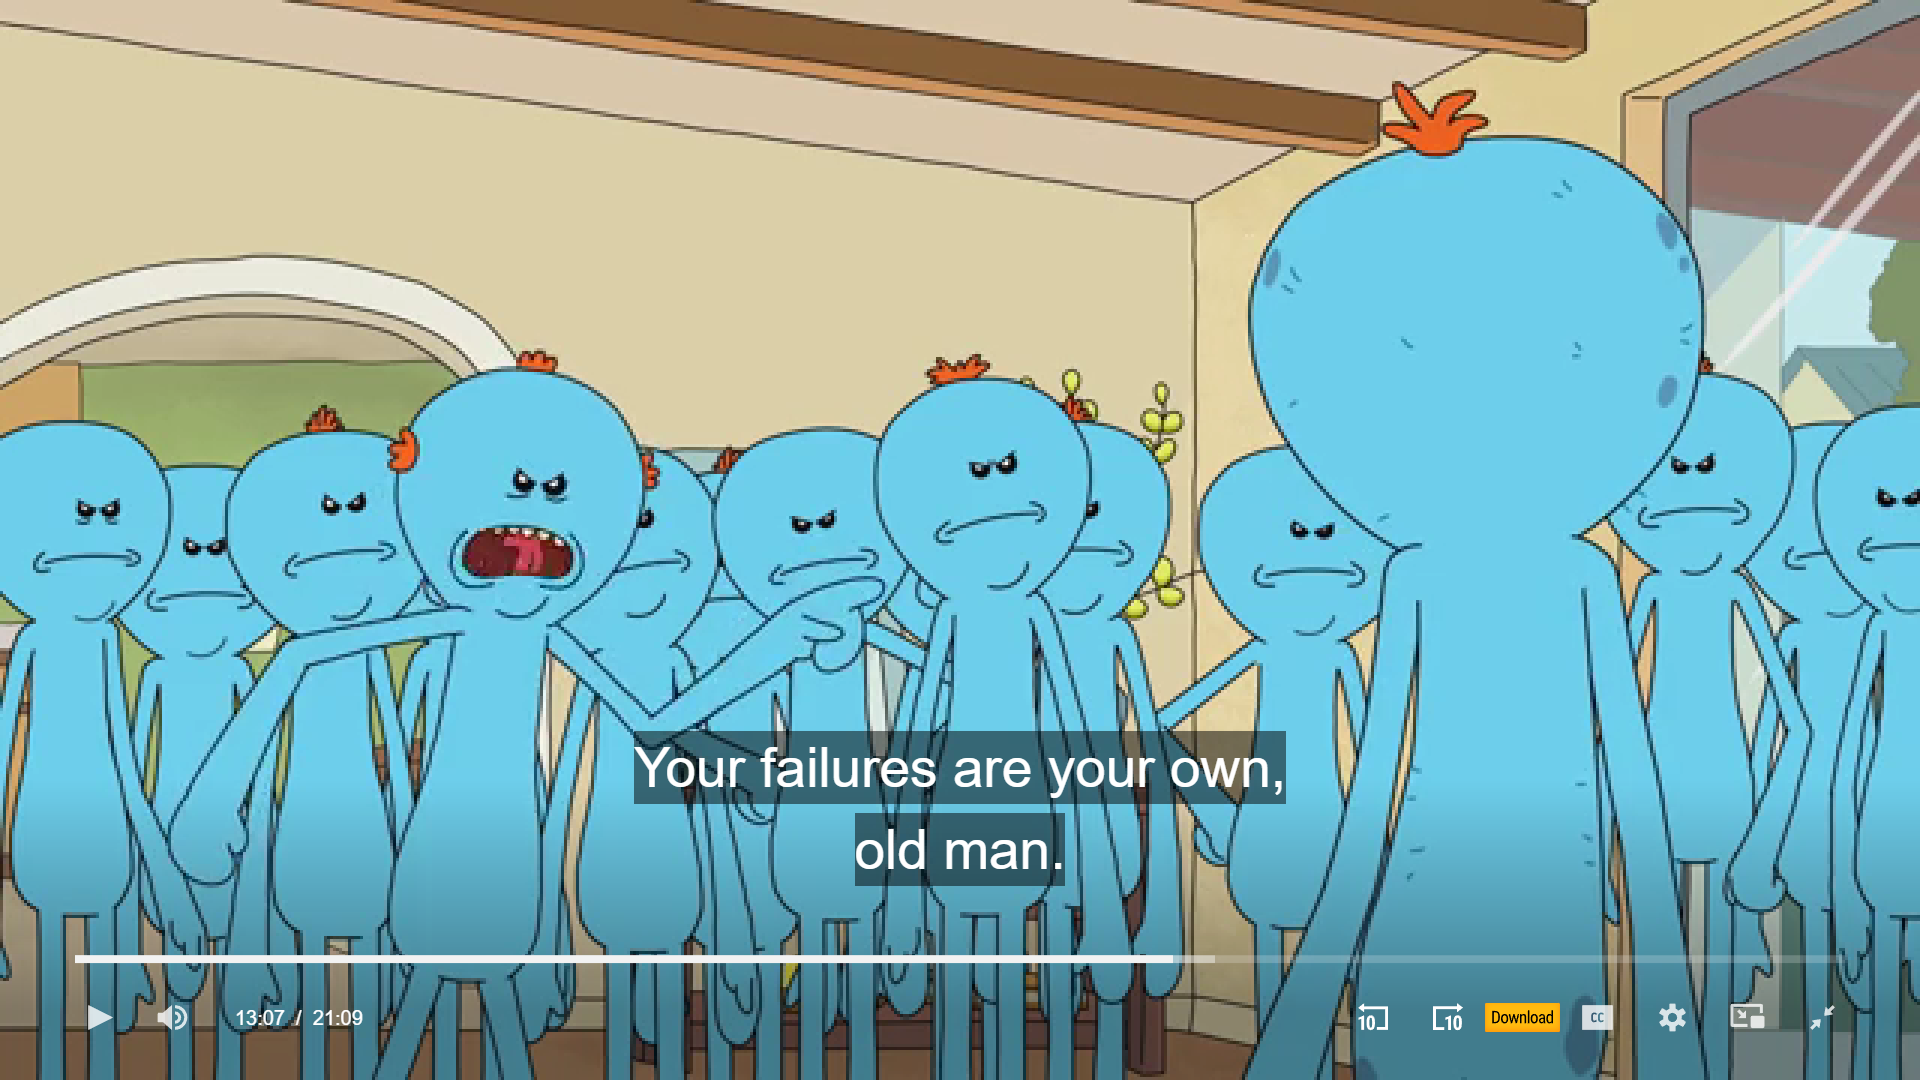 Your failures are your own,
old man.
13:07 / 21:09
10
10
Download
CC